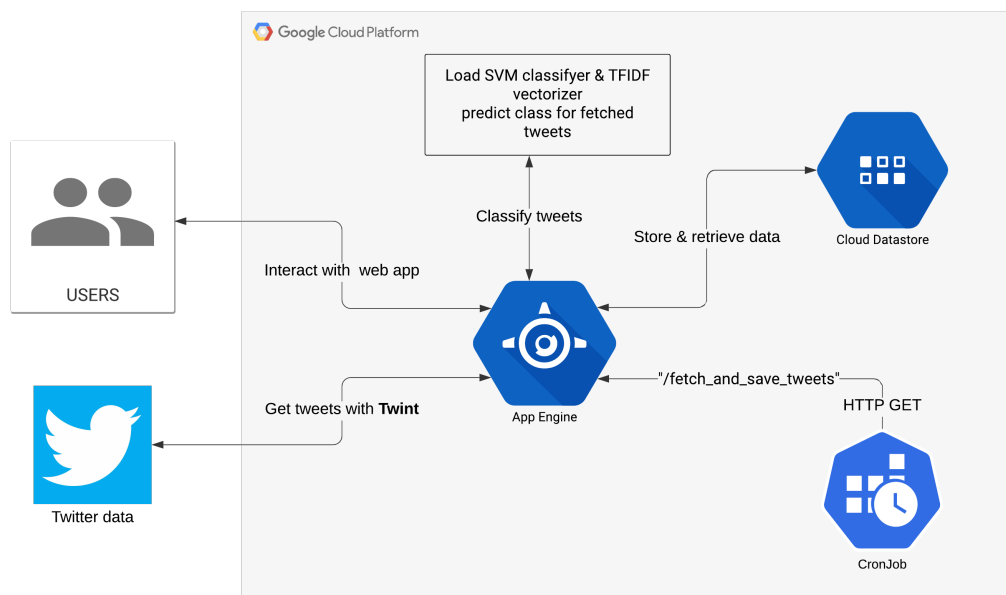 Google Cloud Platform
Load SVM classifyer & TFIDF
vectorizer
predict class for fetched
tweets
Classify tweets
Store & retrieve data
Cloud Datastore
Interact with web app
USERS
App Engine
"/fetch_and_save_tweets"
HTTP GET
Get tweets with Twint
Twitter data
CronJob